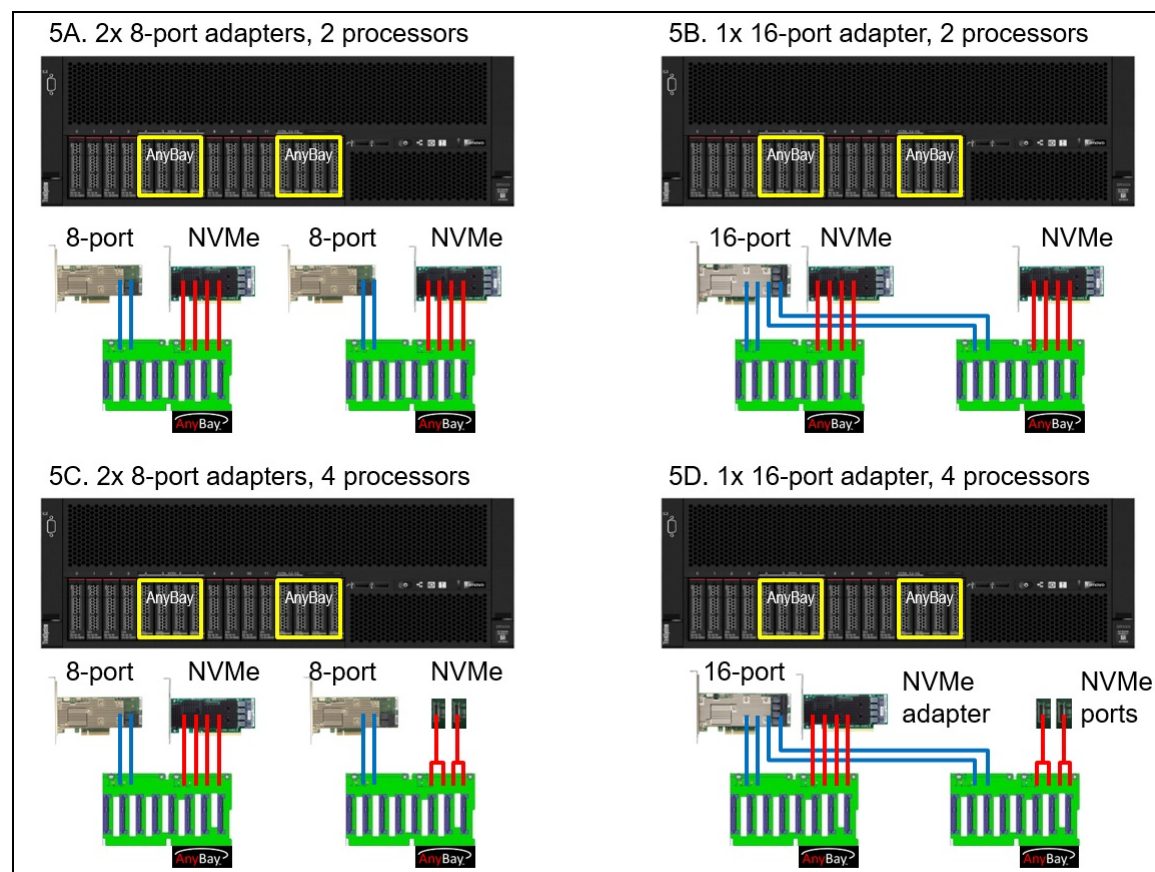 5A. 2x 8-port adapters, 2 processors
AnyBay
AnyBay
8-port
NVMe
8-port
NVMe
AnyBay
AnyBay
5B. 1x 16-port adapter, 2 processors
AnyBay
AnyBay
16-port
NVMe
NVMe
AnyBay
AnyBay
5C. 2x 8-port adapters, 4 processors
AnyBay
AnyBay
8-port
NVMe
8-port
NVMe
AnyBay
AnyBay
5D. 1x 16-port adapter, 4 processors
AnyBay
AnyBay
16-port
NVMe
adapter
NVMe
ports
AnyBay
AnyBay